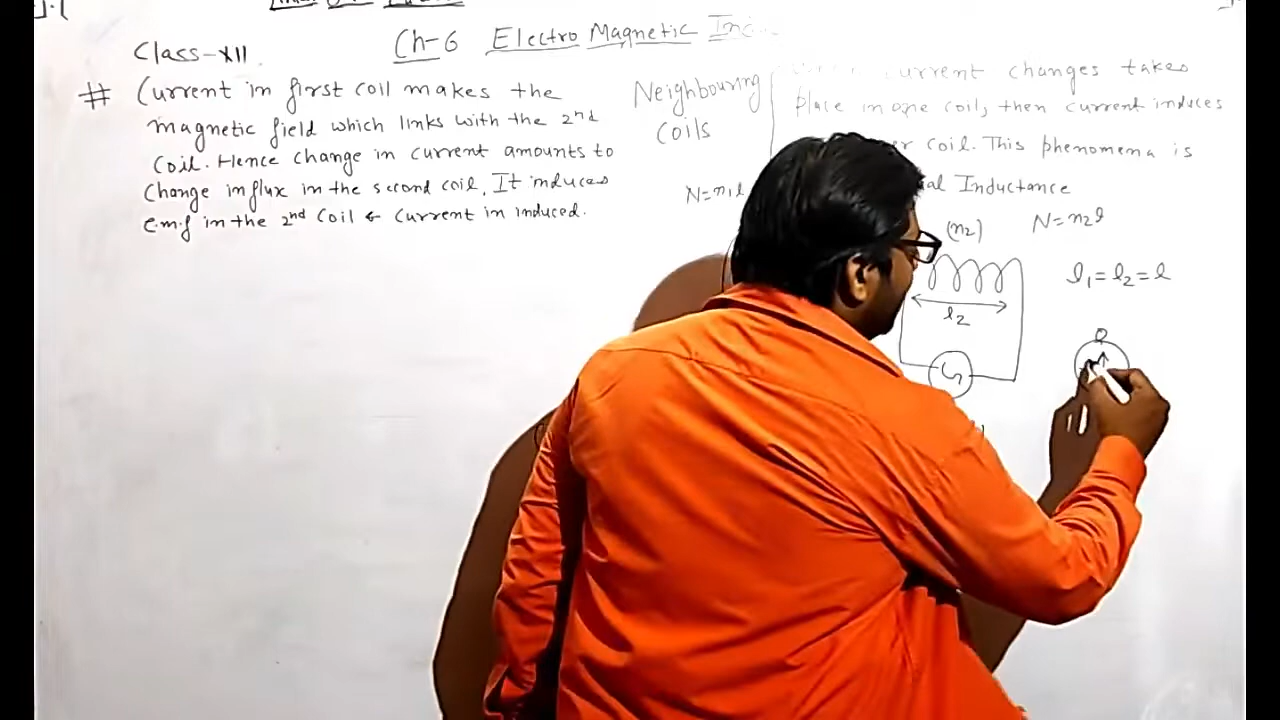 Class-XII
Ch-6 Electro Magnetic
# Current in first coil makes the
magnetic field which links with the 2nd
Coil. Hence change in current amounts to
change in flux in the second coil. It induces
e.m.f in the 2nd coil & current in induced.
Neighbouring
Coils
current changes takes
place in one coil, then current induces
coil. This phenomena is
Inductance
N=n1l
(n2)
N=n2l
l2
l1=l2=l